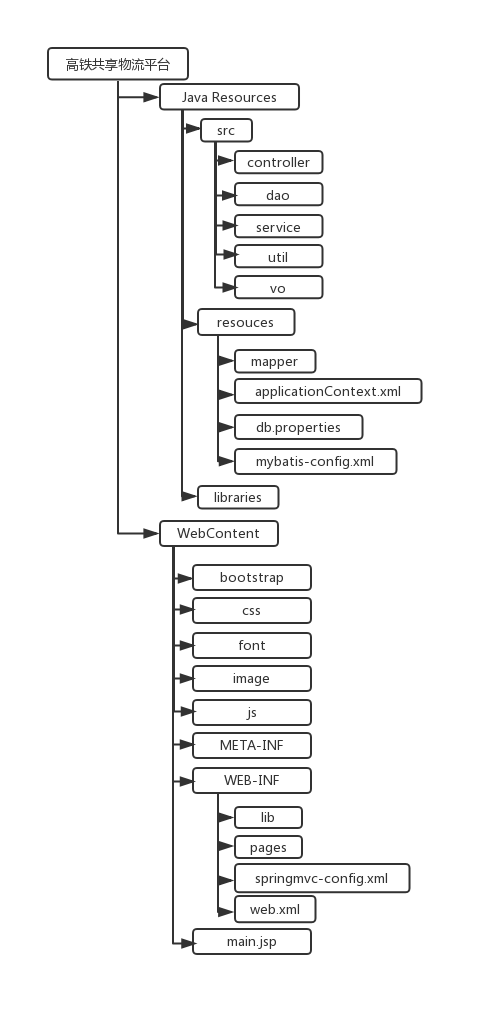 高铁共享物流平台
Java Resources
src
controller
dao
service
util
vo
resouces
mapper
applicationContext.xml
db.properties
mybatis-config.xml
libraries
WebContent
bootstrap
css
font
image
js
META-INF
WEB-INF
lib
pages
springmvc-config.xml
web.xml
main.jsp